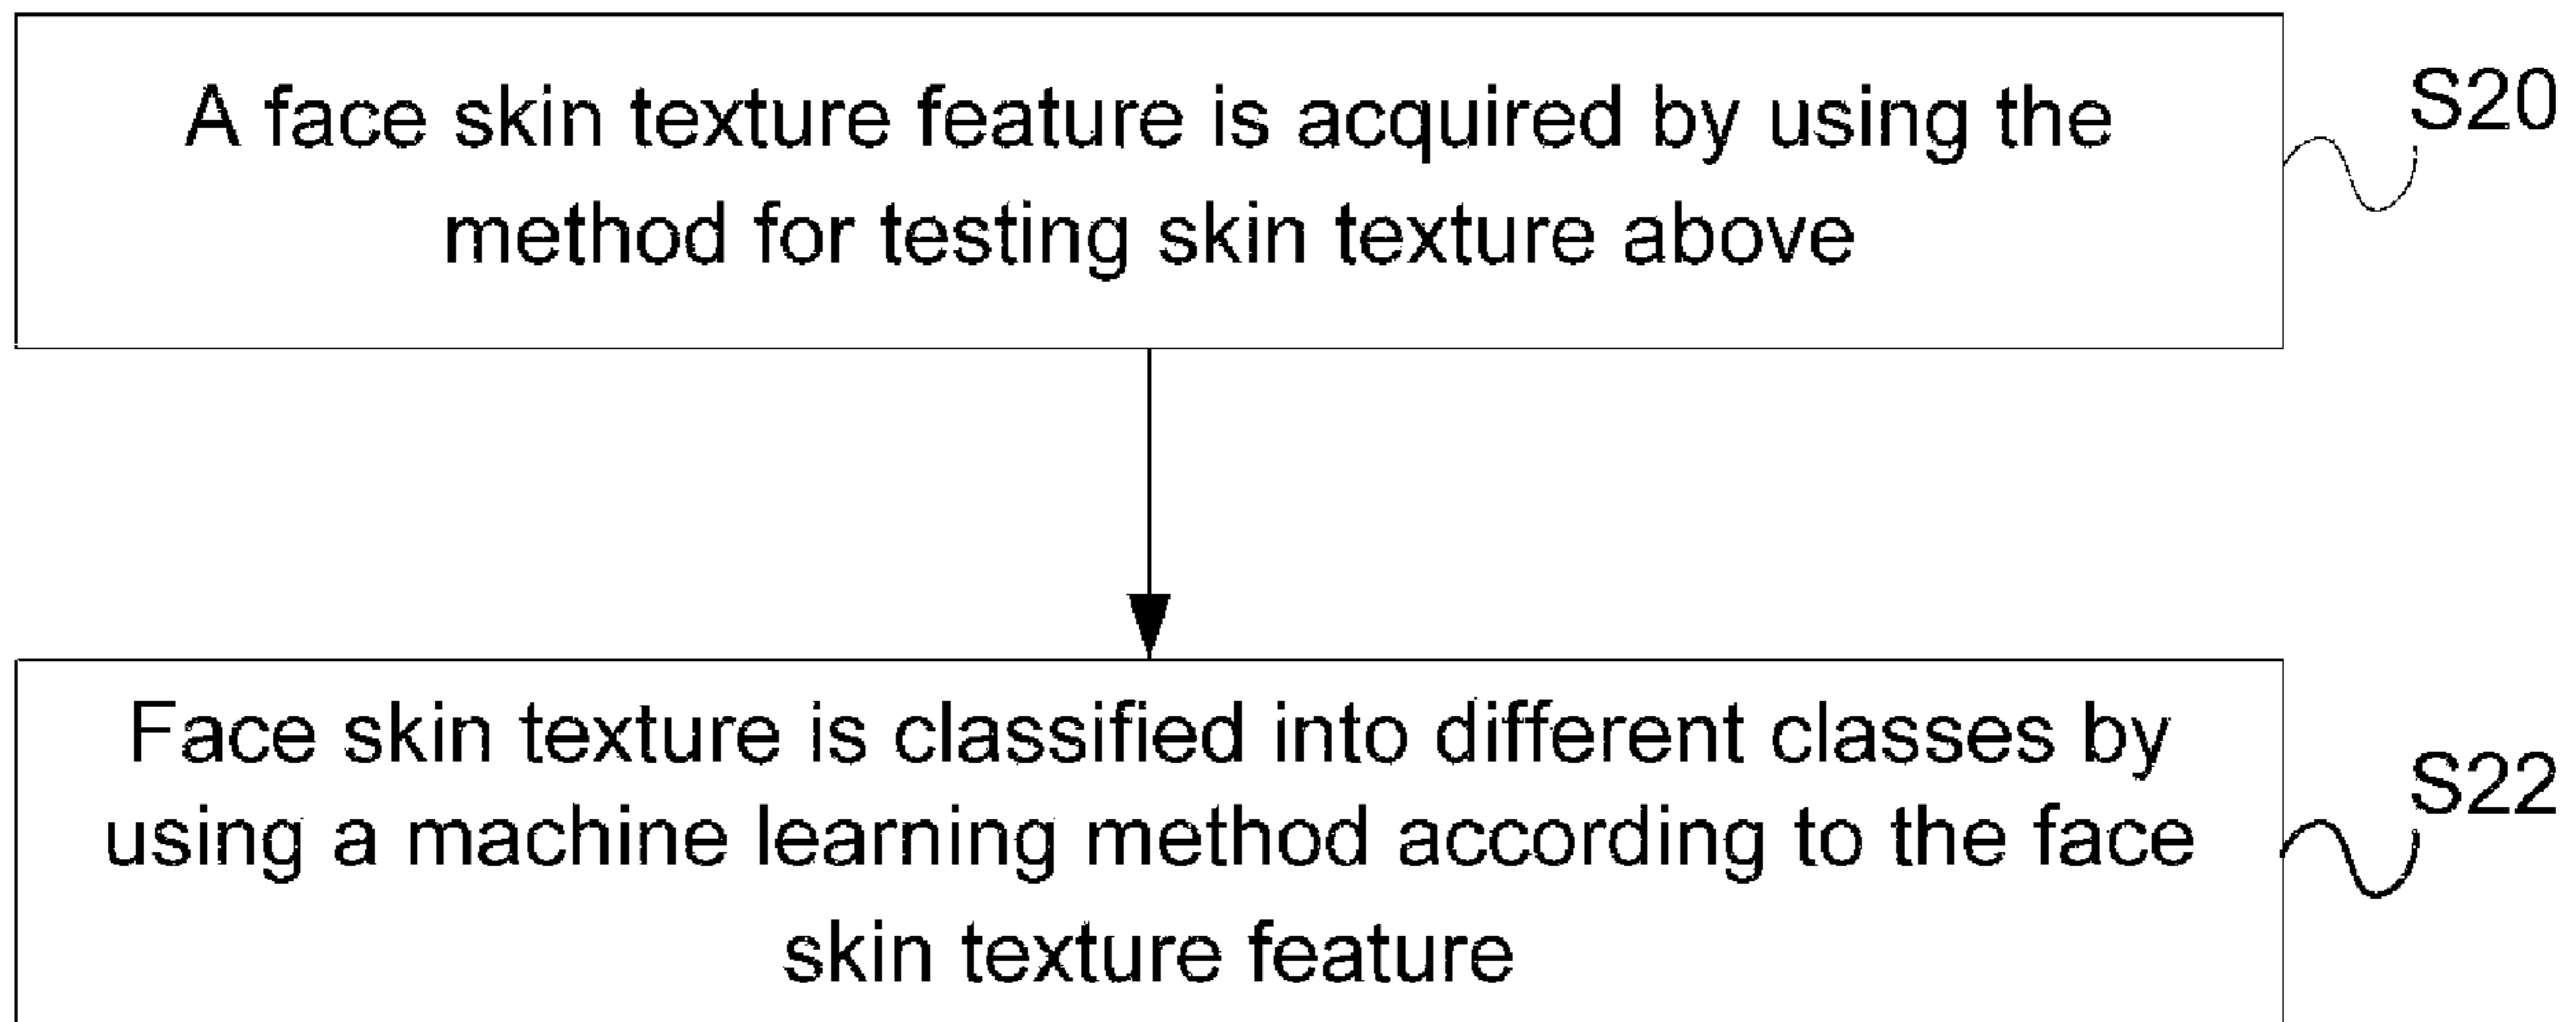 A face skin texture feature is acquired by using the
method for testing skin texture above
S20
Face skin texture is classified into different classes by
using a machine learning method according to the face
skin texture feature
S22